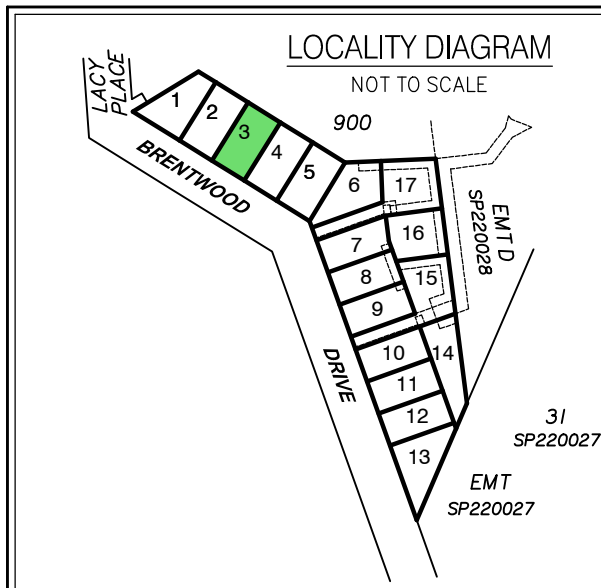 LOCALITY DIAGRAM
NOT TO SCALE
LACY
PLACE
900
1
2
3
4
5
6
17
BRENTWOOD
7
16
EMT D
SP220028
8
15
9
DRIVE
10
14
11
12
31
SP220027
13
EMT
SP220027